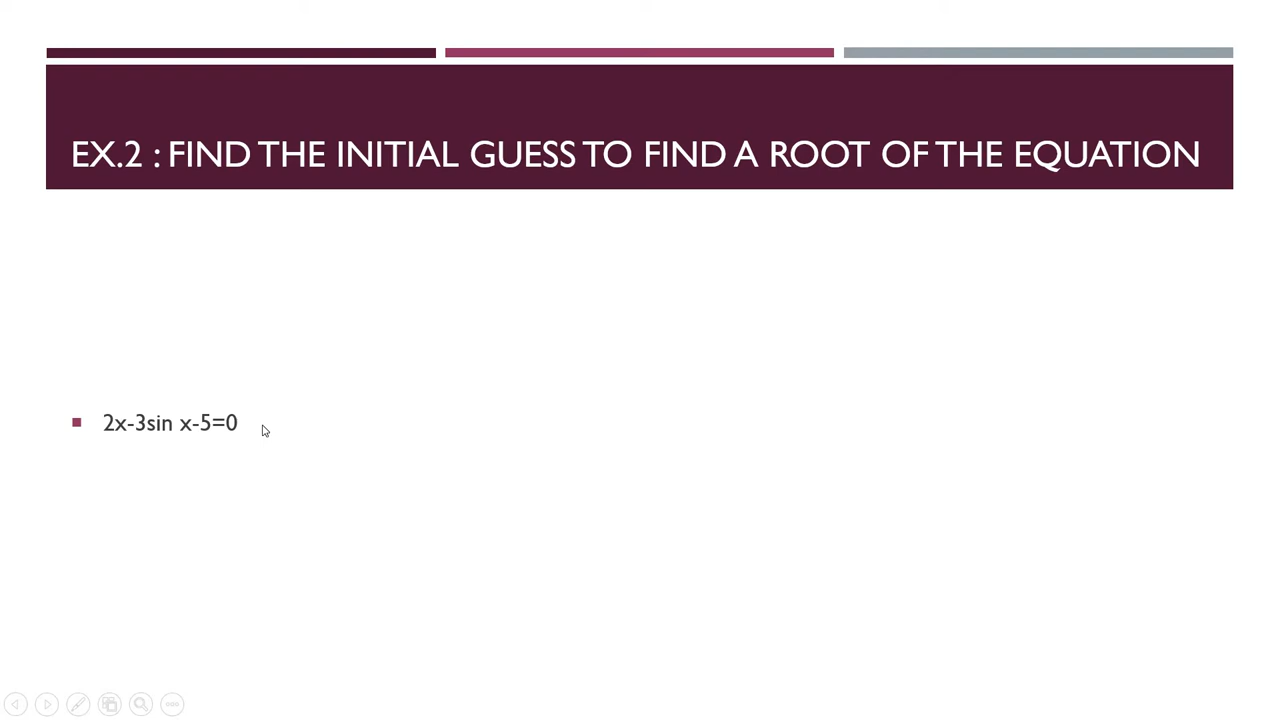 EX.2 : FIND THE INITIAL GUESS TO FIND A ROOT OF THE EQUATION
2x-3sin x-5=0